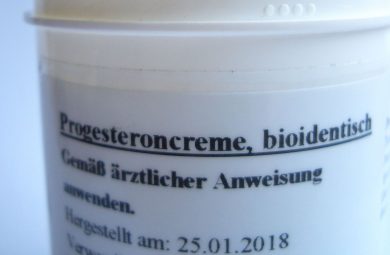 Progesteroncreme, bioidentisch
Gemäß ärztlicher Anweisung
anwenden.
Hergestellt am: 25.01.2018